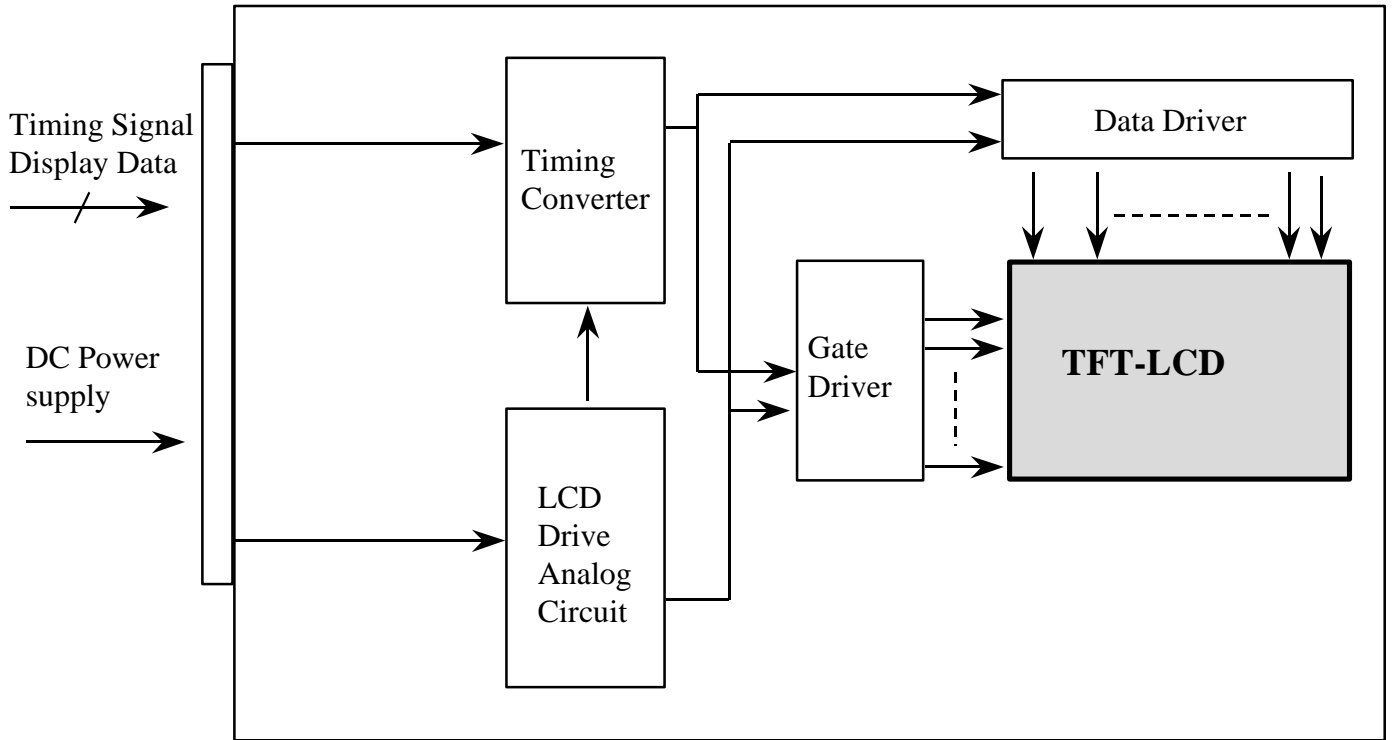 Timing Signal
Display Data
DC Power
supply
Timing
Converter
LCD
Drive
Analog
Circuit
Gate
Driver
Data Driver
TFT-LCD